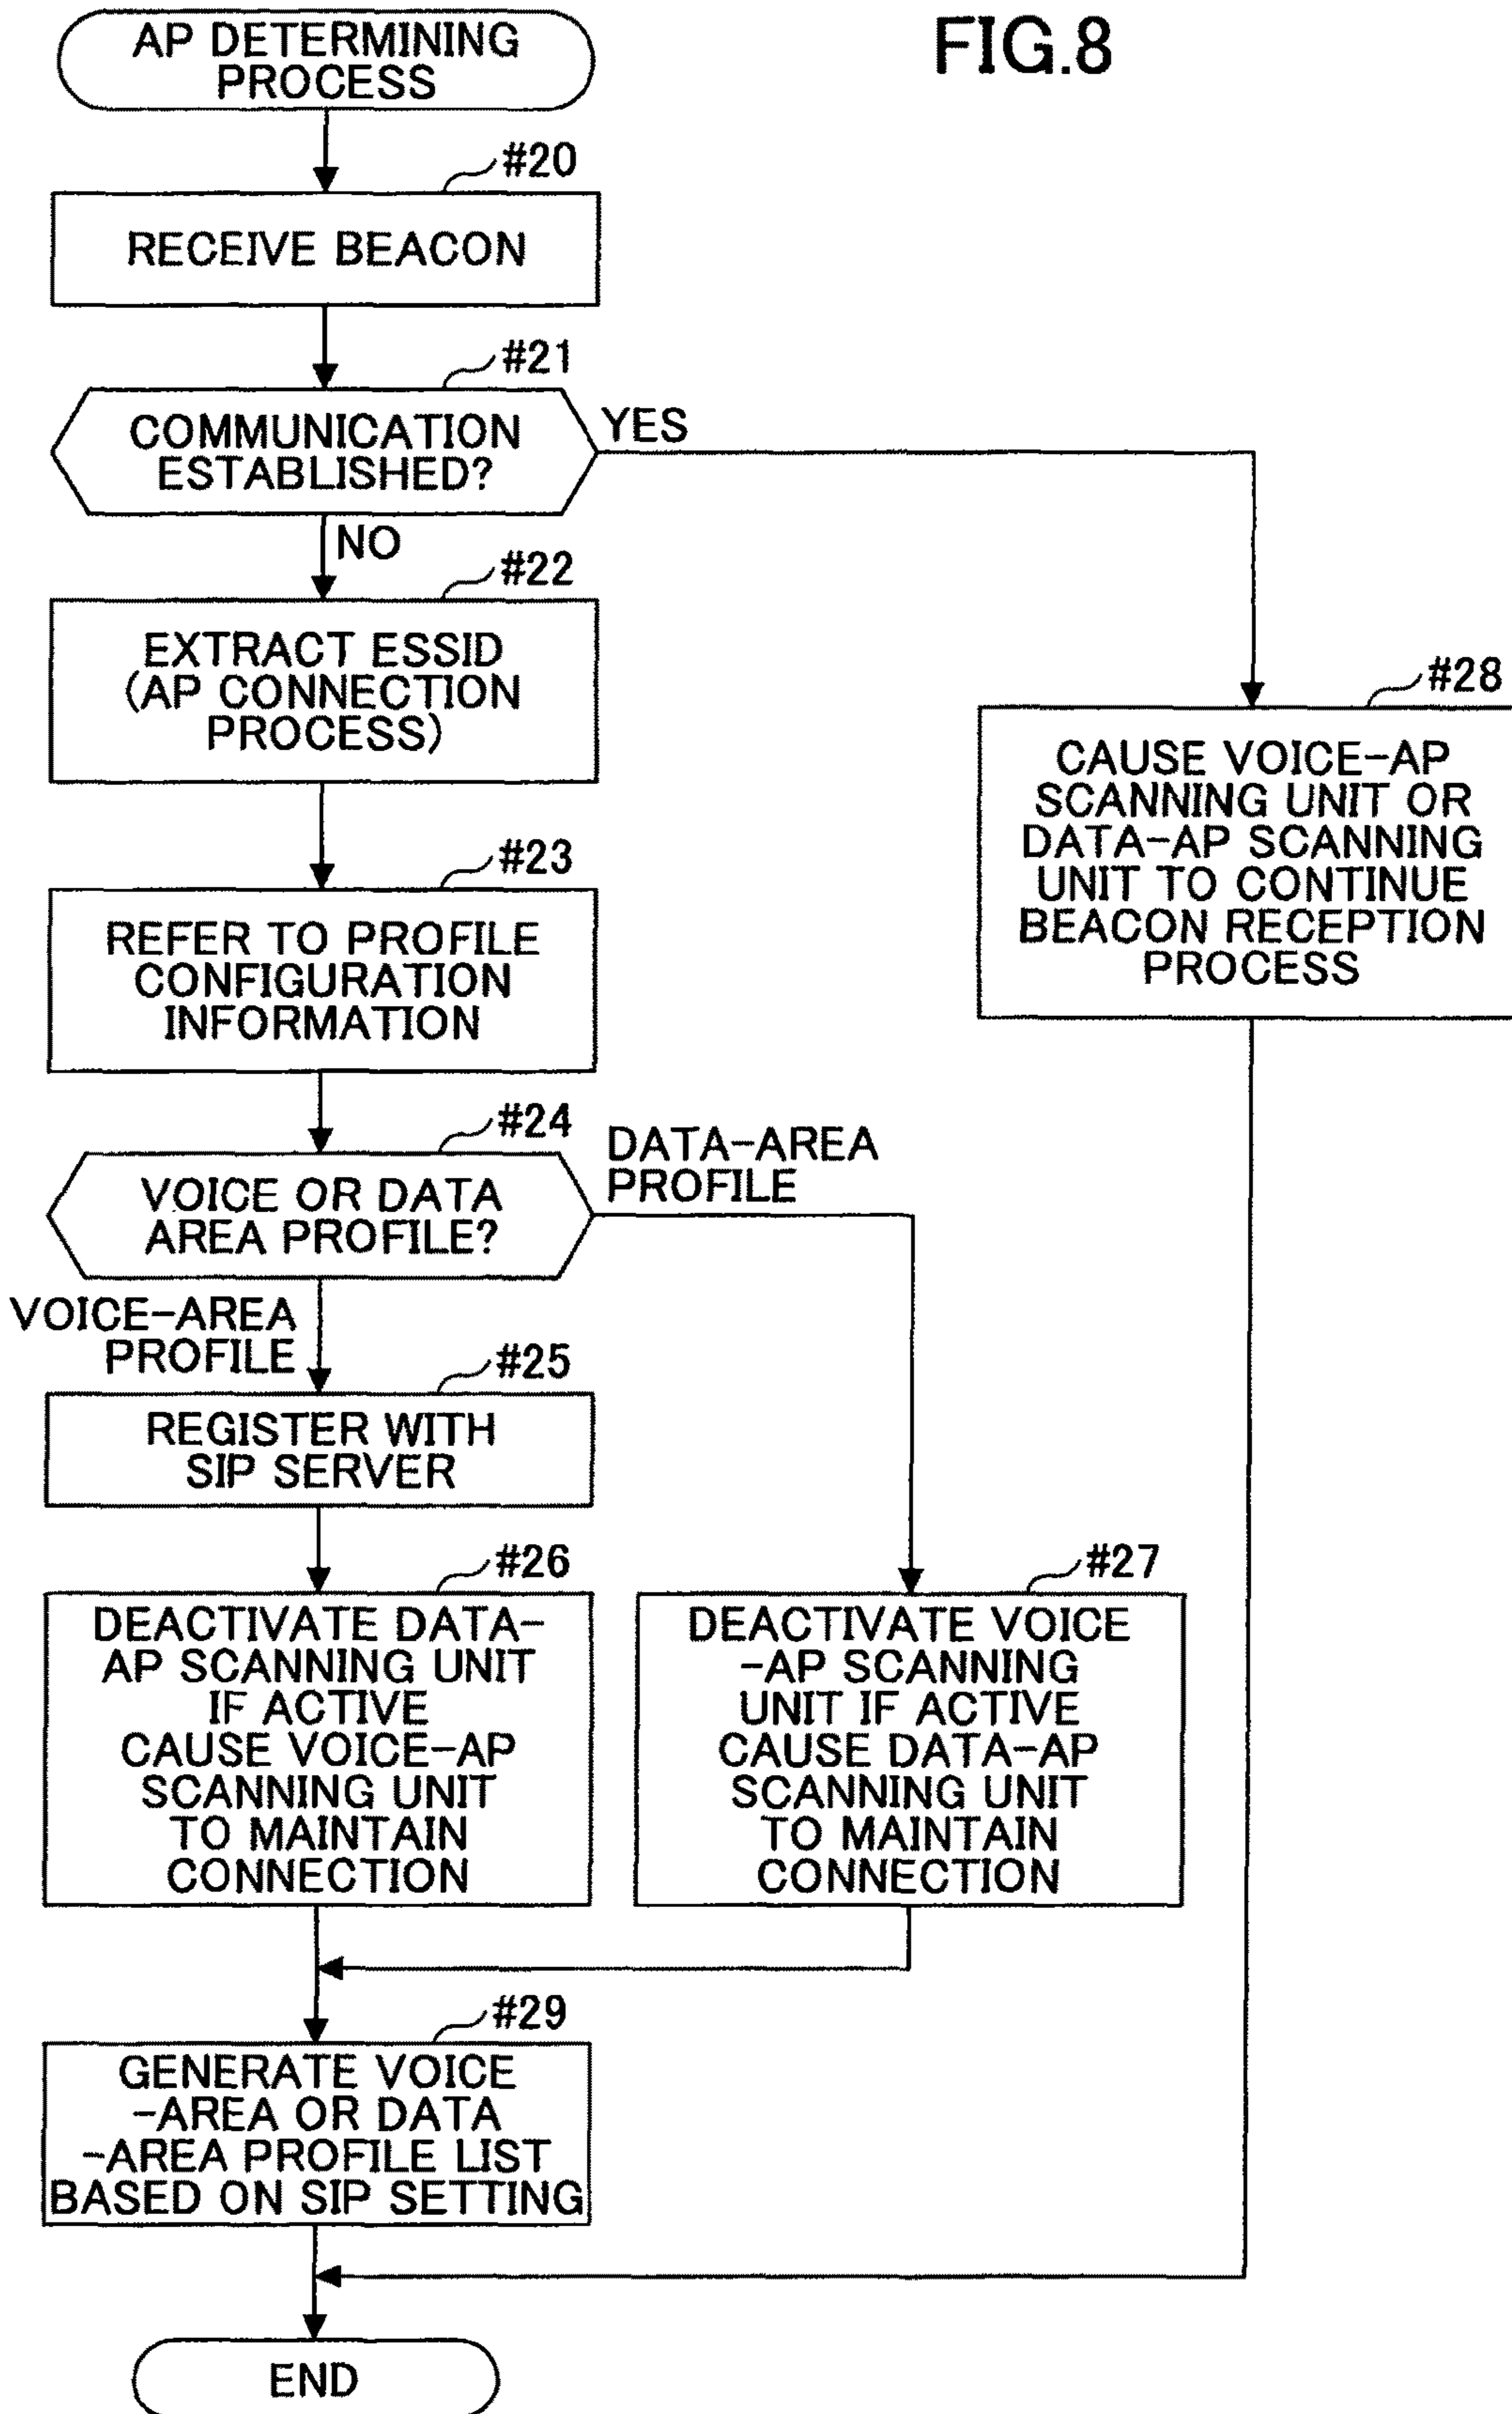 AP DETERMINING
PROCESS
FIG.8
#20
RECEIVE BEACON
#21
COMMUNICATION
ESTABLISHED?
YES
NO
#22
EXTRACT ESSID
(AP CONNECTION
PROCESS)
#28
CAUSE VOICE-AP
SCANNING UNIT OR
DATA-AP SCANNING
UNIT TO CONTINUE
BEACON RECEPTION
PROCESS
#23
REFER TO PROFILE
CONFIGURATION
INFORMATION
#24
VOICE OR DATA
AREA PROFILE?
DATA-AREA
PROFILE
VOICE-AREA
PROFILE
#25
REGISTER WITH
SIP SERVER
#26
DEACTIVATE DATA-
AP SCANNING UNIT
IF ACTIVE
CAUSE VOICE-AP
SCANNING UNIT
TO MAINTAIN
CONNECTION
#27
DEACTIVATE VOICE
-AP SCANNING
UNIT IF ACTIVE
CAUSE DATA-AP
SCANNING UNIT
TO MAINTAIN
CONNECTION
#29
GENERATE VOICE
-AREA OR DATA
-AREA PROFILE LIST
BASED ON SIP SETTING
END